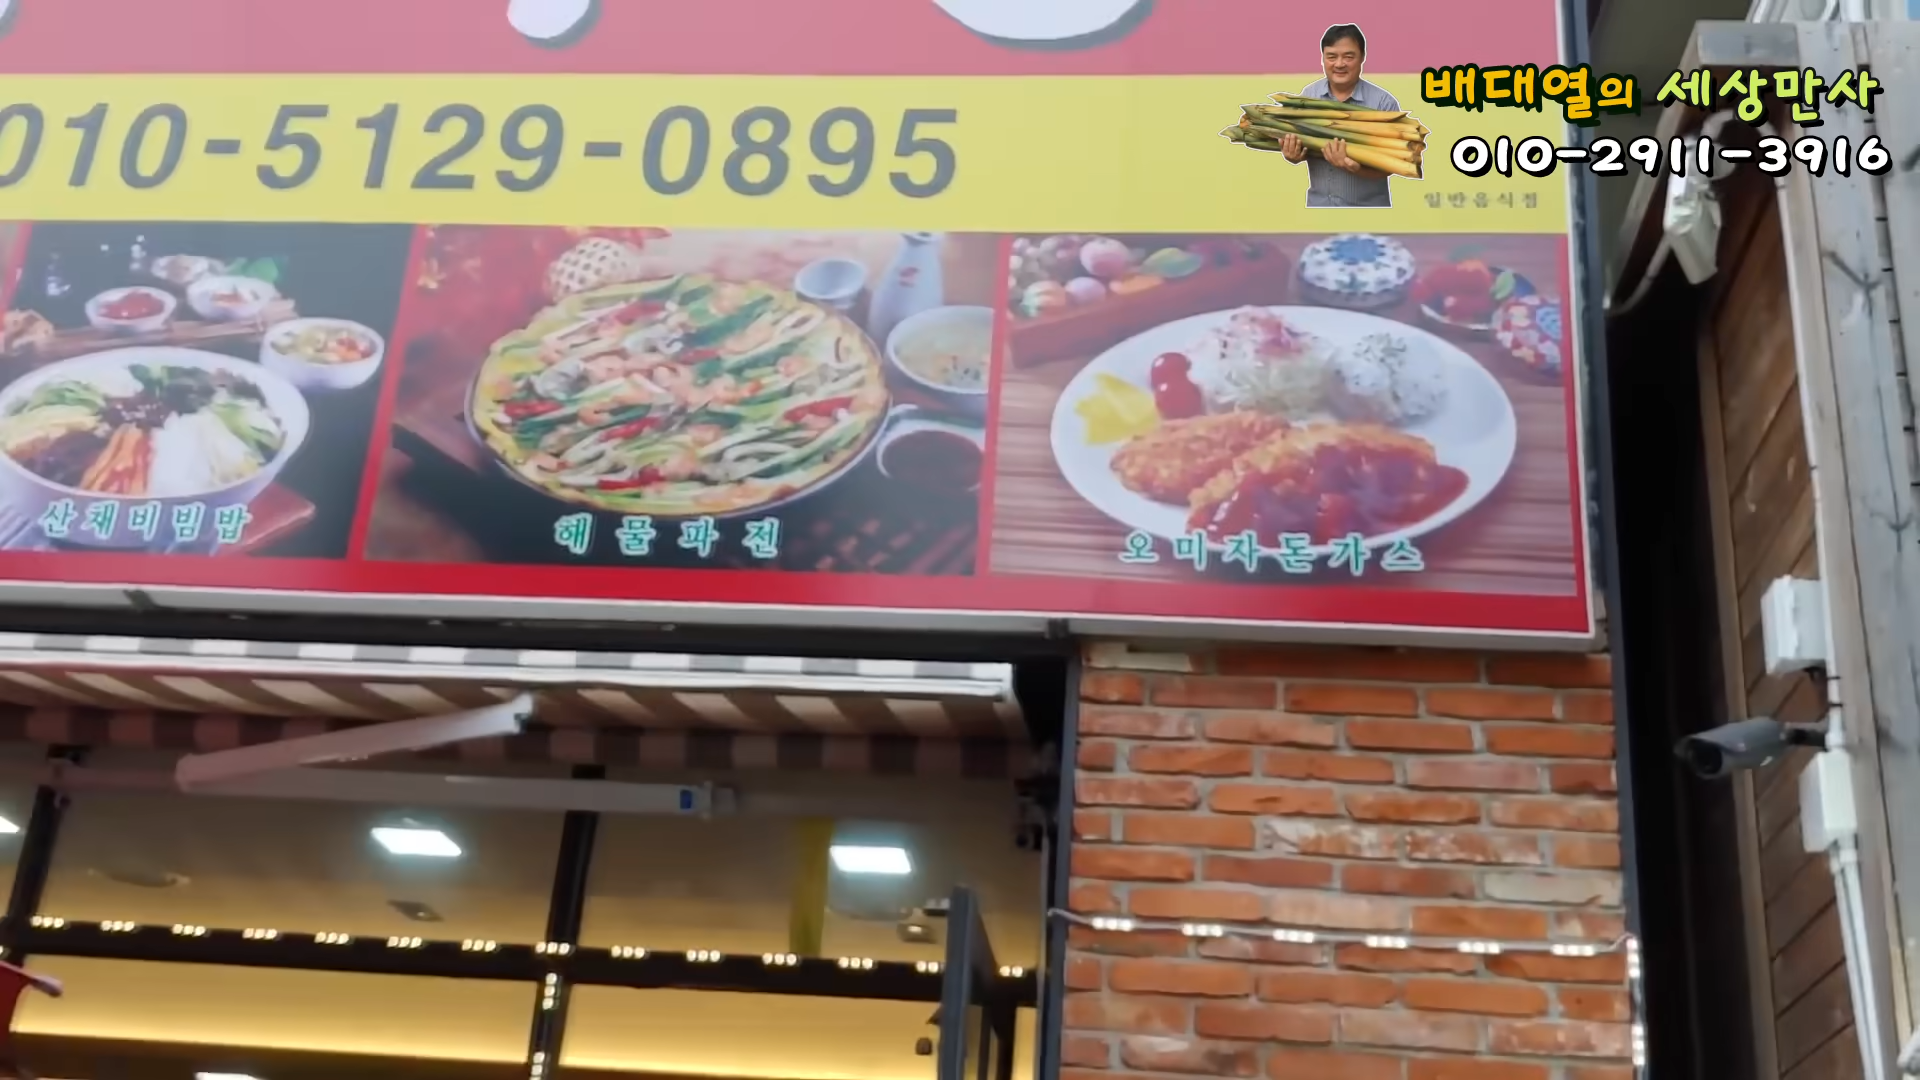 배대열의 세상만사
010-2911-3916
010-5129-0895
일반음식점
산채비빔밥
해물파전
오미자돈가스